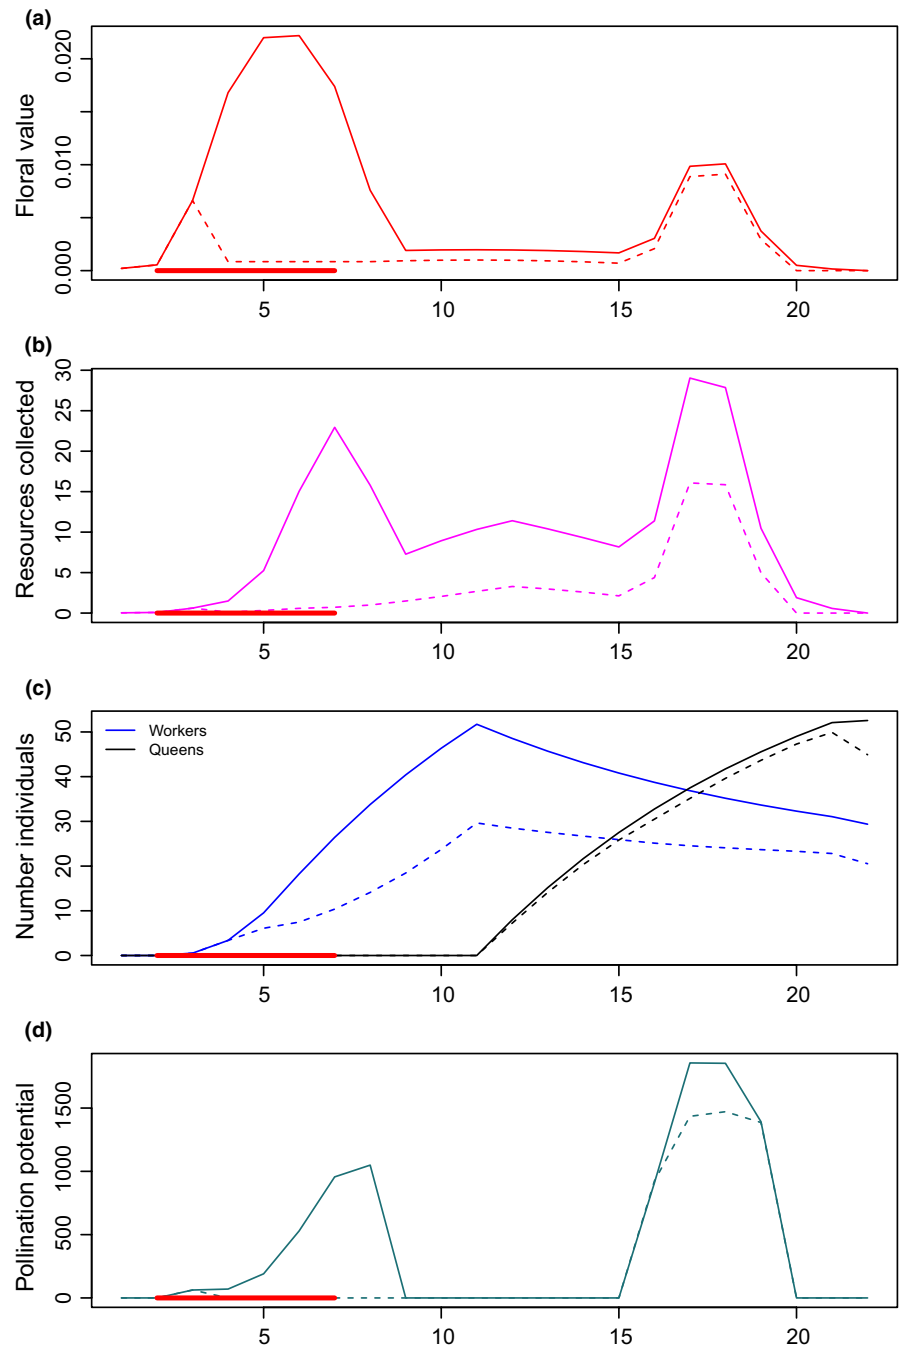 (a)
Floral value
0.000 0.010 0.020
5 10 15 20
(b)
Resources collected
0 5 10 15 20 25 30
5 10 15 20
(c)
Number individuals
0 10 20 30 40 50
Workers
Queens
5 10 15 20
(d)
Pollination potential
0 500 1000 1500
5 10 15 20